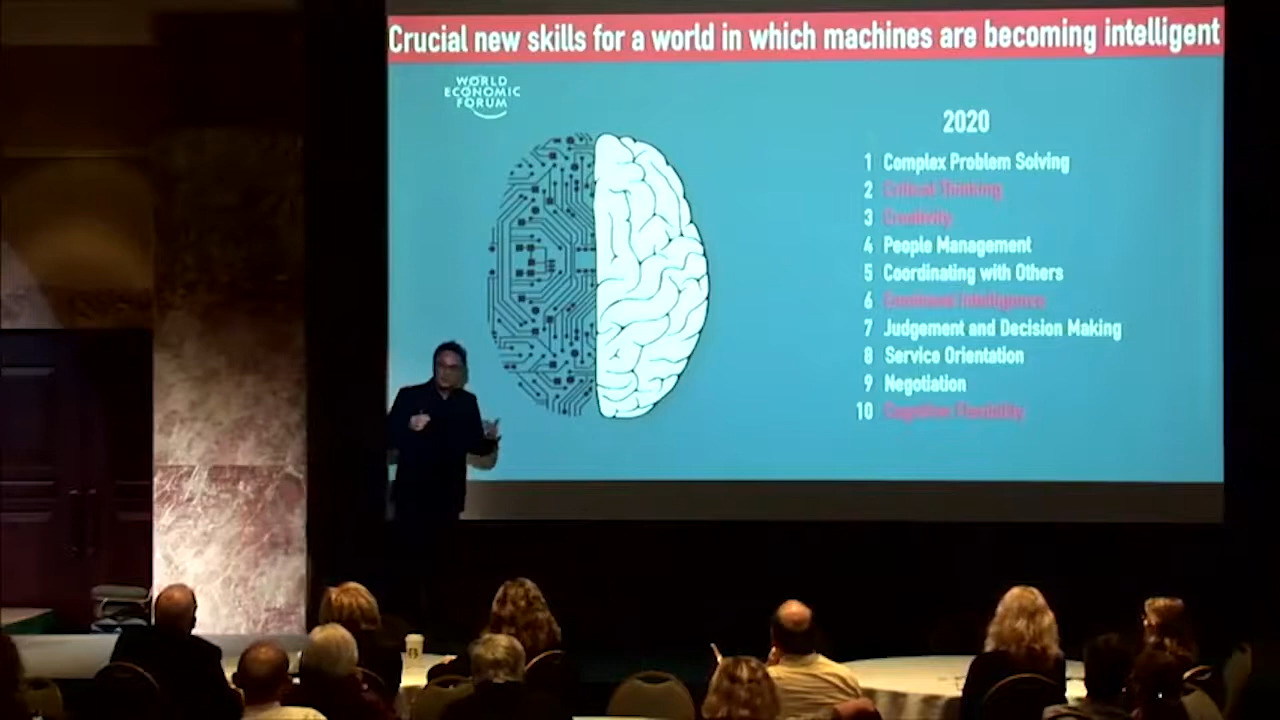 Crucial new skills for a world in which machines are becoming intelligent
WORLD
ECONOMIC
FORUM
2020
1 Complex Problem Solving
2 Critical Thinking
3 Creativity
4 People Management
5 Coordinating with Others
6 Emotional Intelligence
7 Judgement and Decision Making
8 Service Orientation
9 Negotiation
10 Cognitive Flexibility